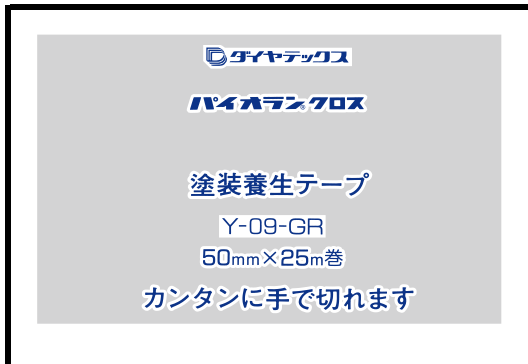 ダイヤテックス
パイオランクロス
塗装養生テープ
Y-09-GR
50mm×25m巻
カンタンに手で切れます